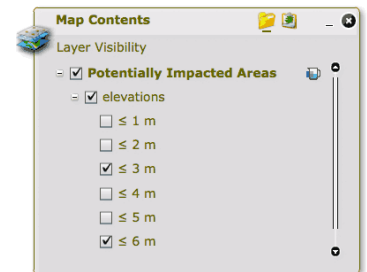 Map Contents
Layer Visibility
Potentially Impacted Areas
elevations
≤ 1 m
≤ 2 m
≤ 3 m
≤ 4 m
≤ 5 m
≤ 6 m